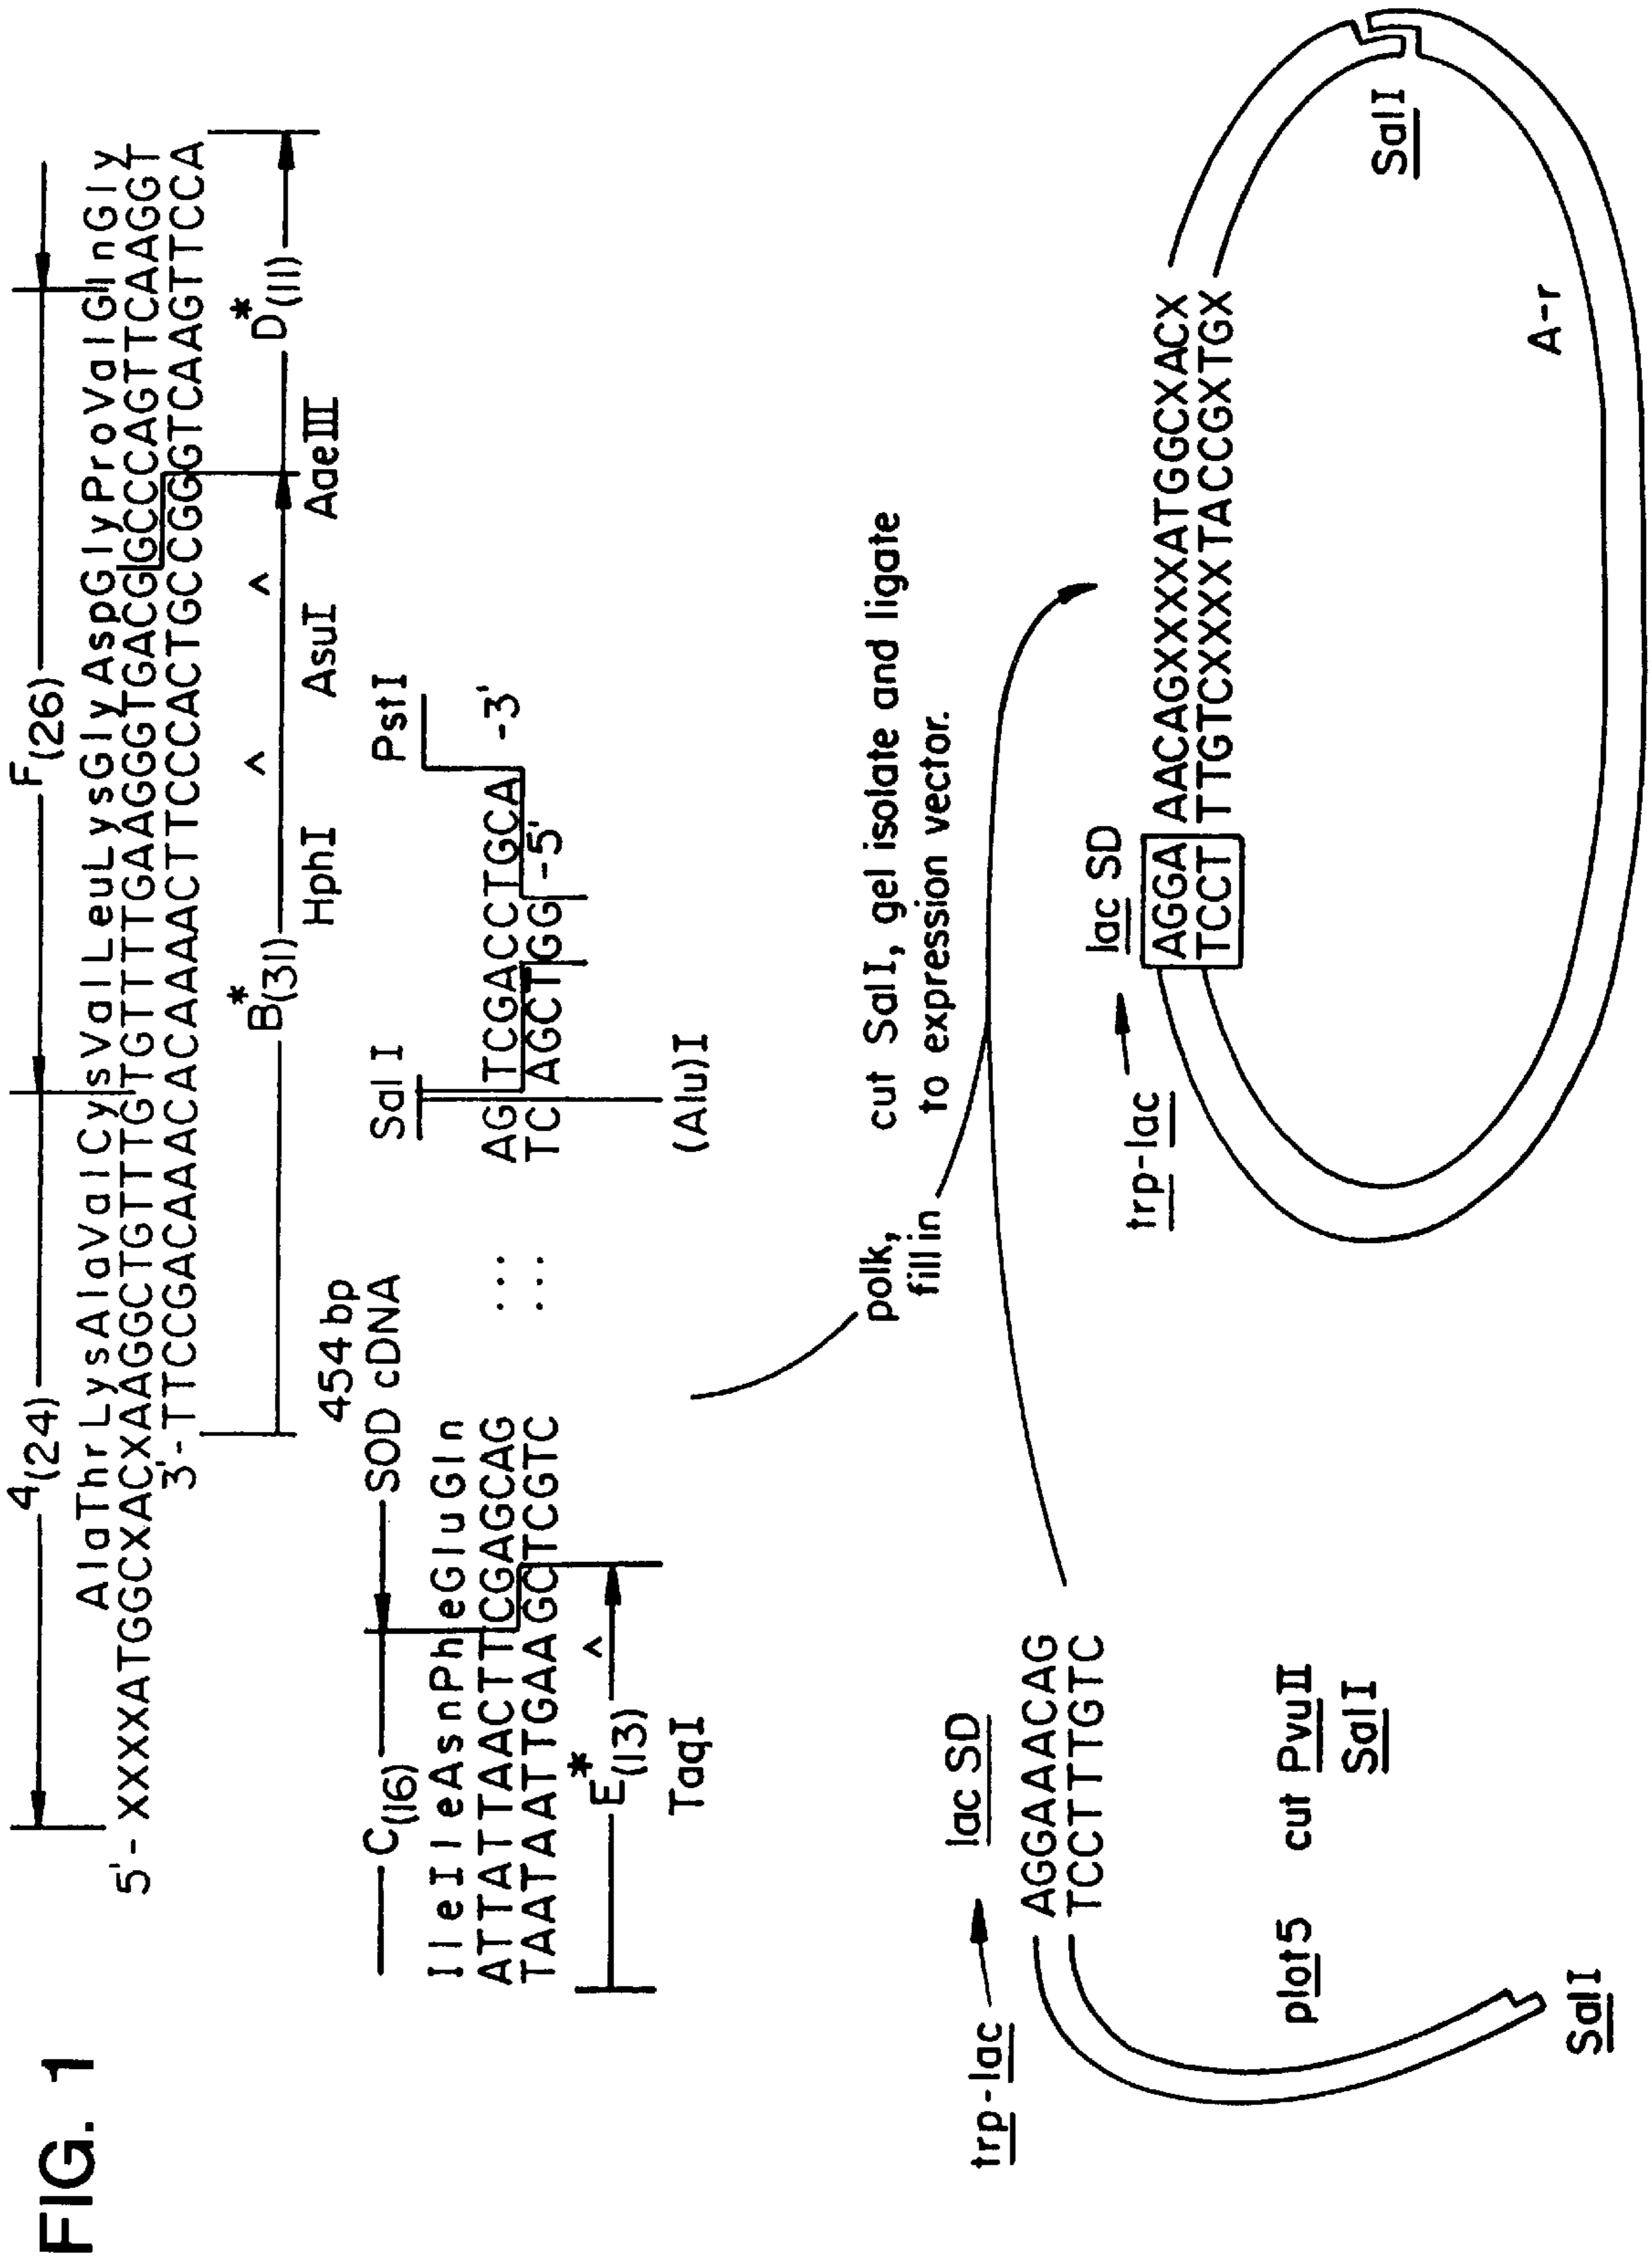 FIG. 1
4(24) F(26)
AlaThrLysAlaValCysValLeuLysGlyAspGlyProValGlnGly
5'-XXXXATGGCXACXAAGGCTGTTTGTGTTTTGAAGGGTGACGGCCCAGTTCAAGGT
3'-TTCCGACAAACACAAAACTTCCCACTGCCGGGTCAAGTTCCA
B*(31) ^ ^ D*(11)
HphI AsuI AaeIII
454bp
C(16) SOD cDNA Sal I PstI
IleIleAsnPheGluGln
ATTATTAACTTCGAGCAG ... AG TCGACCTGCA -3'
TAATAATTGAAGCTCGTC ... TC AGCTGG -5'
E*(13) ^
TaqI (Alu)I
polk,
fill in
cut SalI, gel isolate and ligate
to expression vector.
trp-lac lac SD
AGGAAACAG
TCCTTTGTC
plot5 cut PvuII
SalI
SalI
trp-lac lac SD
AGGA AACAGXXXXATGGCXACX
TCCT TTGTCXXXXTACCGXTGX
SalI
A-r